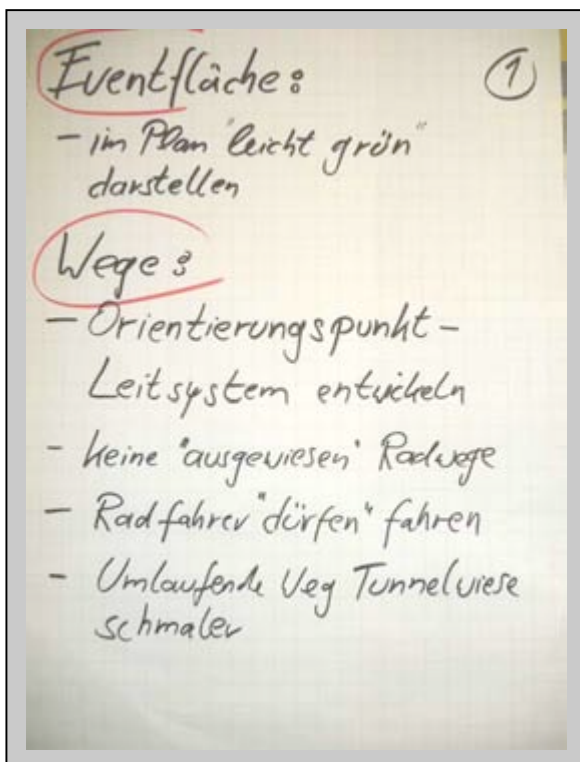 Eventfläche:
1
- im Plan "leicht grün"
darstellen
Wege:
- Orientierungspunkt-
Leitsystem entwickeln
- keine "ausgewiesen" Radwege
- Radfahrer "dürfen" fahren
- Umlaufende Weg Tunnelwiese
schmaler